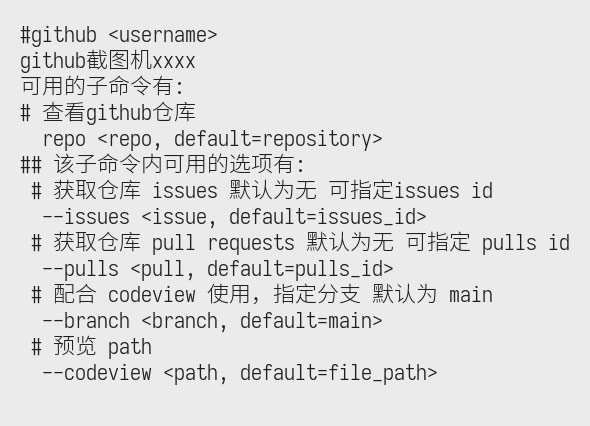 #github <username>
github截图机xxxx
可用的子命令有:
# 查看github仓库
  repo <repo, default=repository>
## 该子命令内可用的选项有:
 # 获取仓库 issues 默认为无 可指定issues id
  --issues <issue, default=issues_id>
 # 获取仓库 pull requests 默认为无 可指定 pulls id
  --pulls <pull, default=pulls_id>
 # 配合 codeview 使用, 指定分支 默认为 main
  --branch <branch, default=main>
 # 预览 path
  --codeview <path, default=file_path>